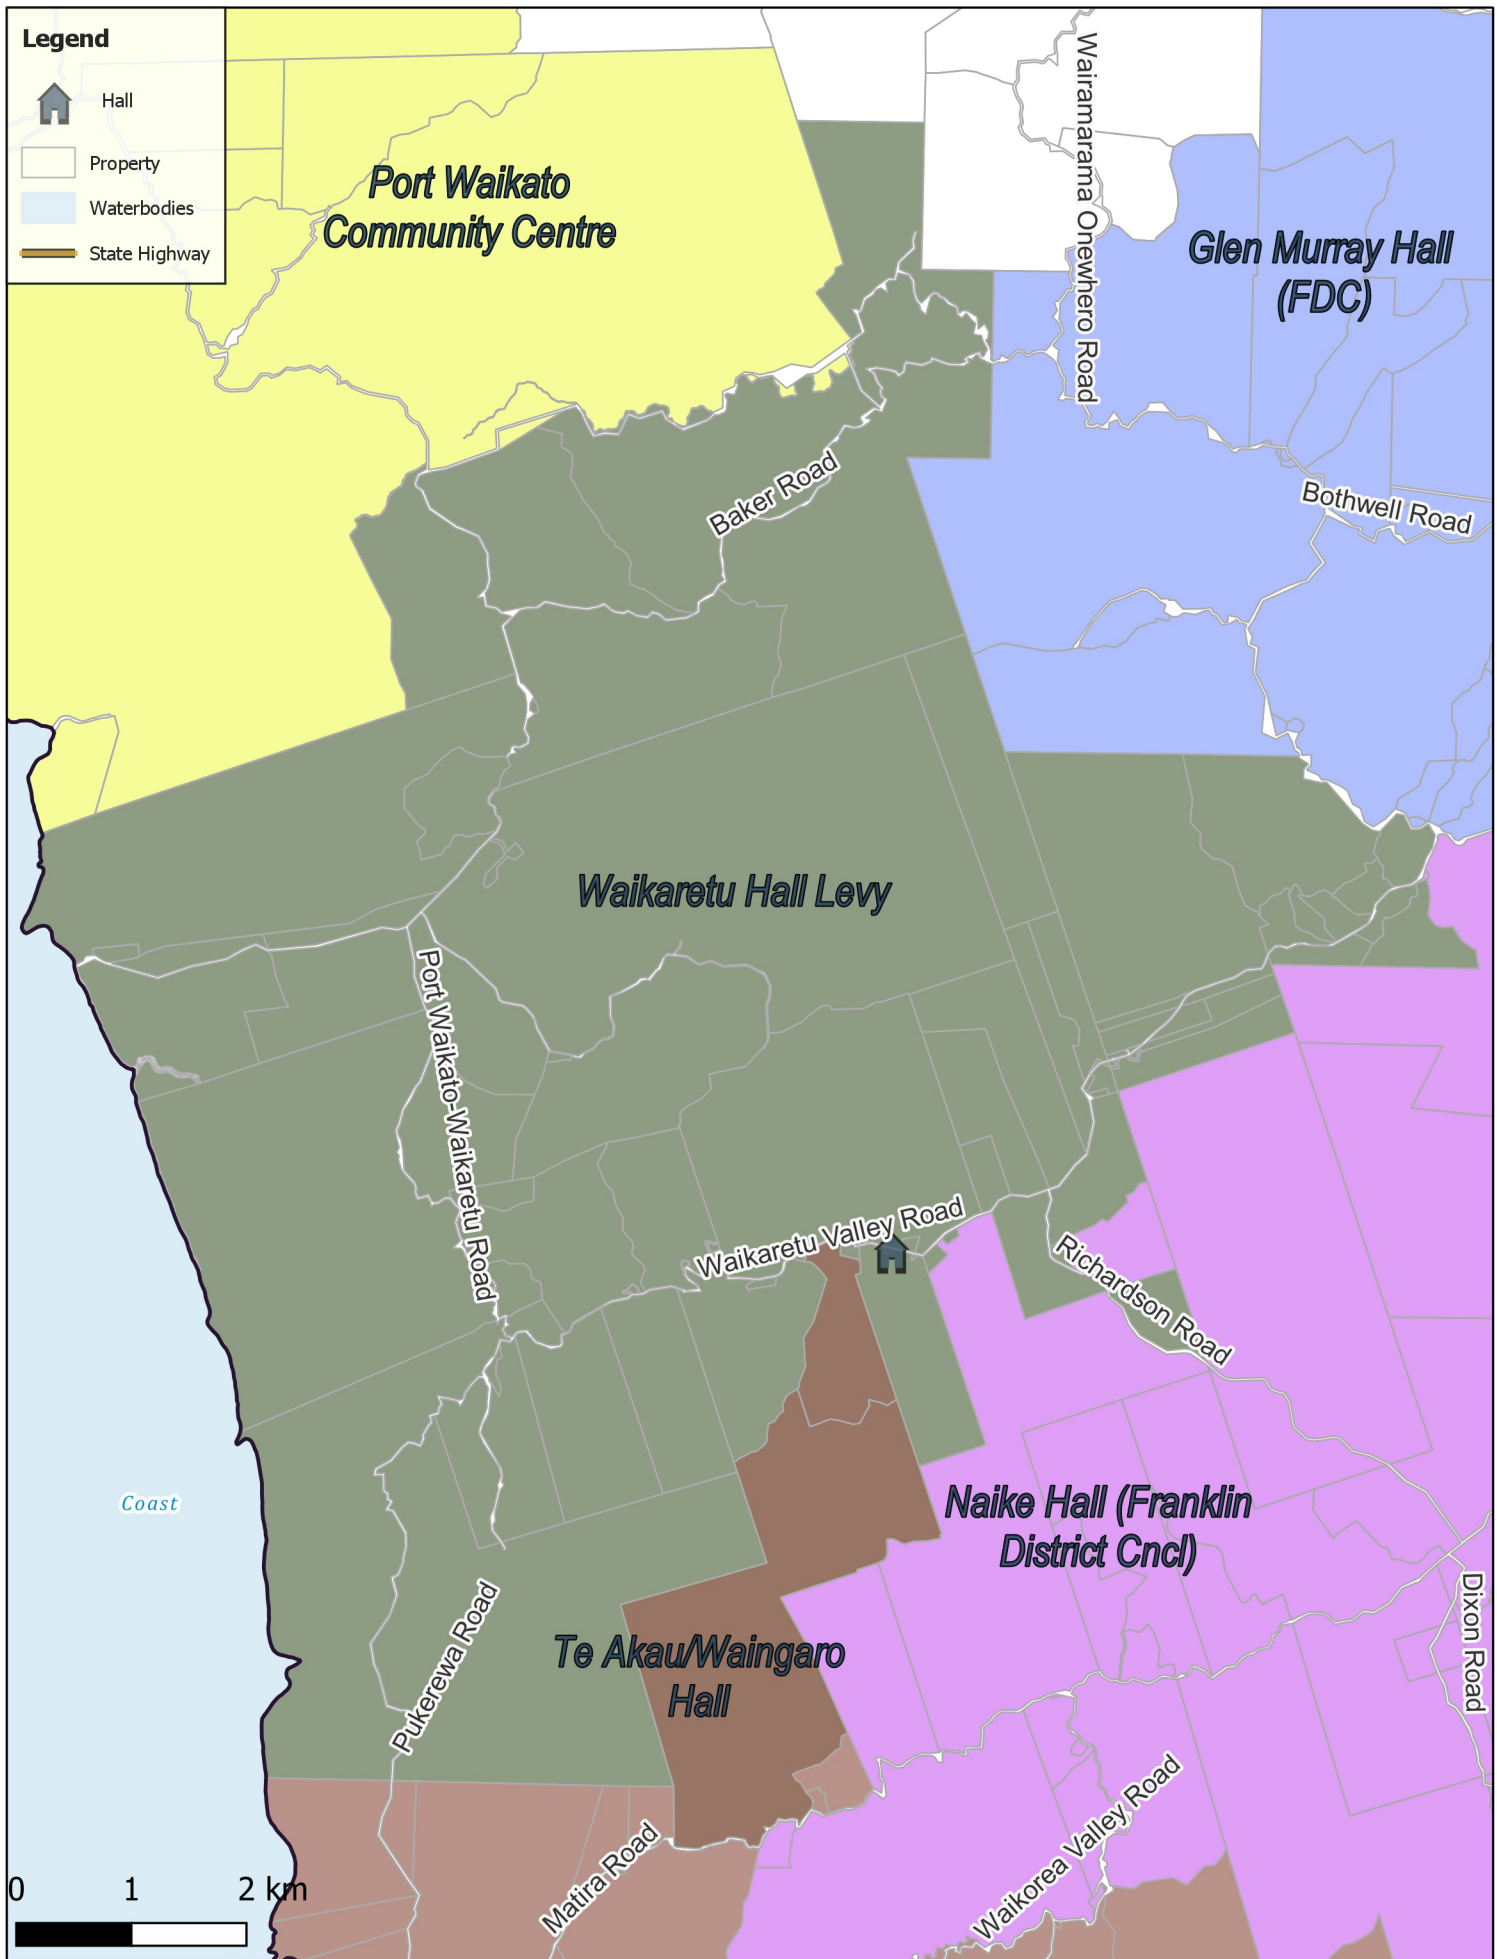 Legend
Hall
Property
Waterbodies
State Highway
Port Waikato
Community Centre
Wairamarama Onewhero Road
Glen Murray Hall
(FDC)
Baker Road
Bothwell Road
Waikaretu Hall Levy
Port Waikato-Waikaretu Road
Waikaretu Valley Road
Richardson Road
Coast
Naike Hall (Franklin
District Cncl)
Dixon Road
Pukerewa Road
Te Akau/Waingaro
Hall
Matira Road
Waikorea Valley Road
0 1 2 km